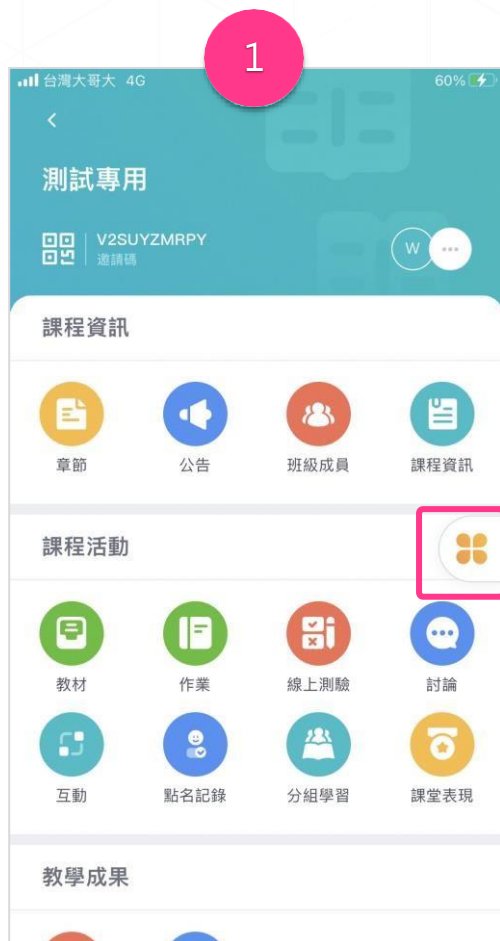 1
台灣大哥大 4G 60%
測試專用
V2SUYZMRPY
邀請碼
W
課程資訊
章節 公告 班級成員 課程資訊
課程活動
教材 作業 線上測驗 討論
互動 點名記錄 分組學習 課堂表現
教學成果